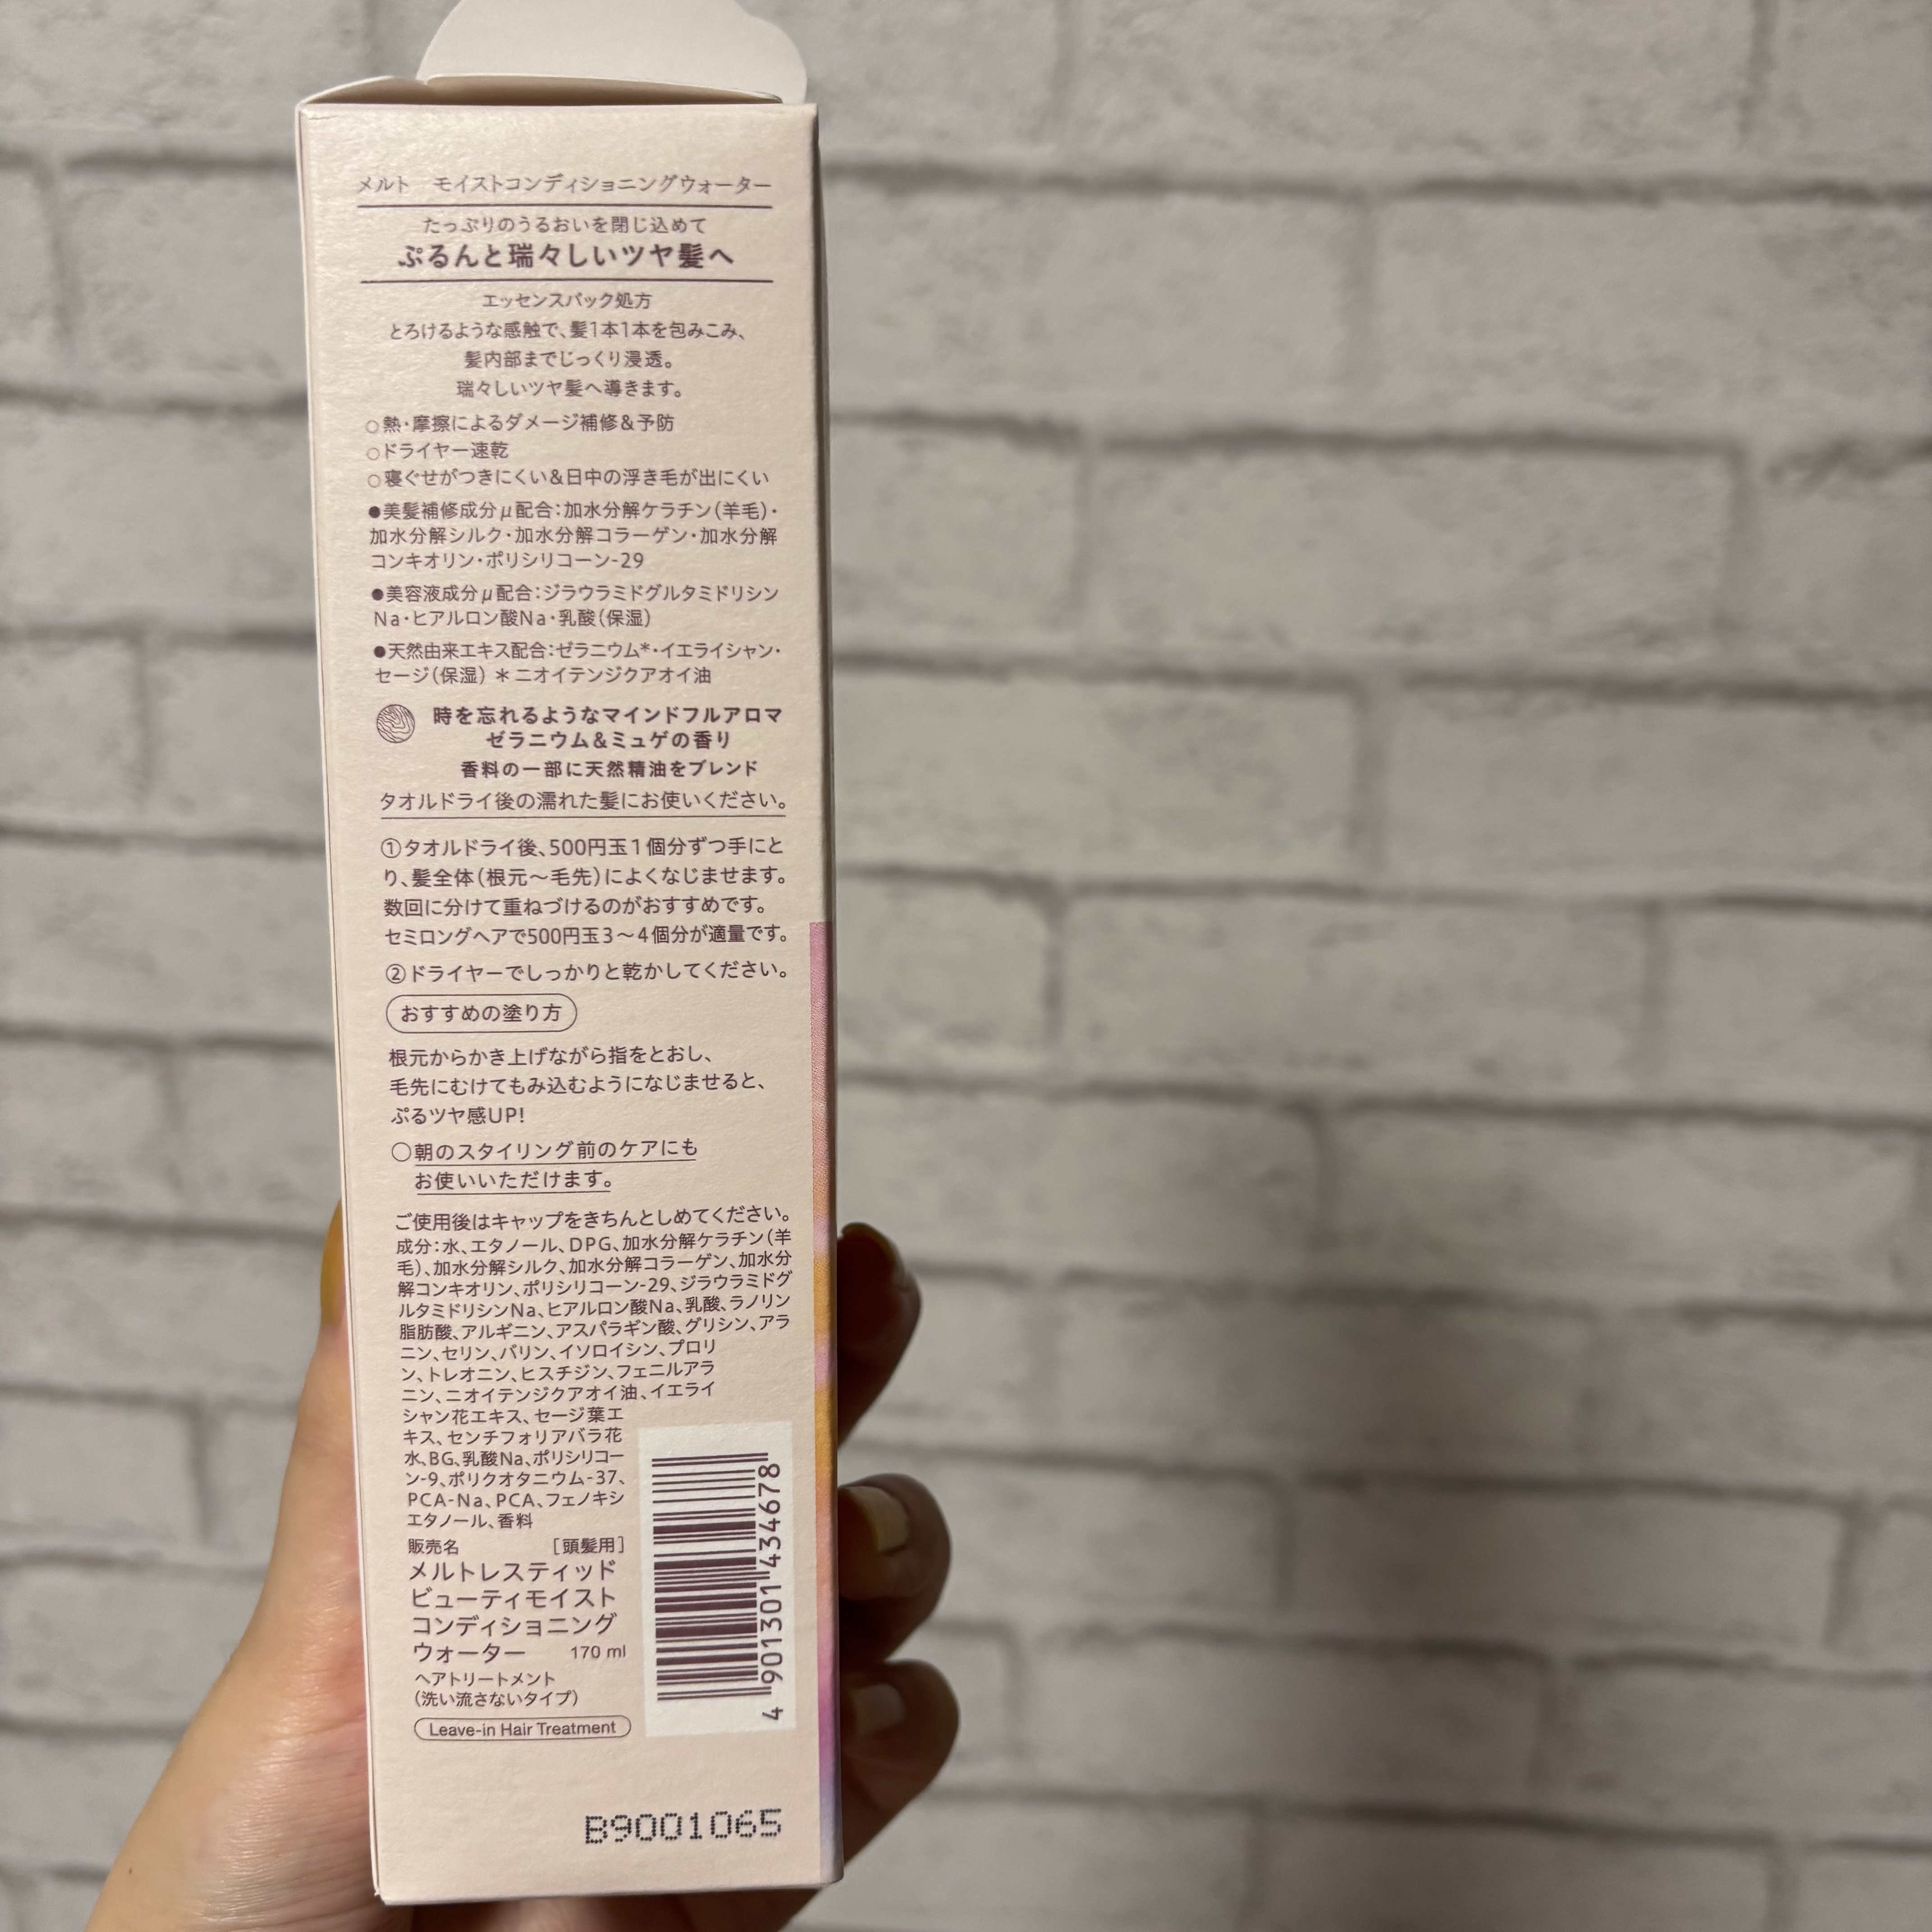 メルト　モイストコンディショニングウォーター
たっぷりのうるおいを閉じ込めて
ぷるんと瑞々しいツヤ髪へ
エッセンスパック処方
とろけるような感触で、髪1本1本を包みこみ、
髪内部までじっくり浸透。
瑞々しいツヤ髪へ導きます。
○熱・摩擦によるダメージ補修&予防
○ドライヤー速乾
○寝ぐせがつきにくい&日中の浮き毛が出にくい
●美髪補修成分μ配合:加水分解ケラチン(羊毛)・
加水分解シルク・加水分解コラーゲン・加水分解
コンキオリン・ポリシリコーン-29
●美容液成分μ配合:ジラウラミドグルタミドリシン
Na・ヒアルロン酸Na・乳酸(保湿)
●天然由来エキス配合:ゼラニウム*・イエライシャン・
セージ(保湿) *ニオイテンジクアオイ油
時を忘れるようなマインドフルアロマ
ゼラニウム&ミュゲの香り
香料の一部に天然精油をブレンド
タオルドライ後の濡れた髪にお使いください。
①タオルドライ後、500円玉1個分ずつ手にと
り、髪全体(根元〜毛先)によくなじませます。
数回に分けて重ねづけるのがおすすめです。
セミロングヘアで500円玉3〜4個分が適量です。
②ドライヤーでしっかりと乾かしてください。
おすすめの塗り方
根元からかき上げながら指をとおし、
毛先にむけてもみ込むようになじませると、
ぷるツヤ感UP!
○朝のスタイリング前のケアにも
お使いいただけます。
ご使用後はキャップをきちんとしめてください。
成分:水、エタノール、DPG、加水分解ケラチン(羊
毛)、加水分解シルク、加水分解コラーゲン、加水分
解コンキオリン、ポリシリコーン-29、ジラウラミドグ
ルタミドリシンNa、ヒアルロン酸Na、乳酸、ラノリン
脂肪酸、アルギニン、アスパラギン酸、グリシン、アラ
ニン、セリン、バリン、イソロイシン、プロリ
ン、トレオニン、ヒスチジン、フェニルアラ
ニン、ニオイテンジクアオイ油、イエライ
シャン花エキス、セージ葉エ
キス、センチフォリアバラ花
水、BG、乳酸Na、ポリシリコー
ン-9、ポリクオタニウム-37、
PCA-Na、PCA、フェノキシ
エタノール、香料
販売名 [頭髪用]
メルトレスティッド
ビューティモイスト
コンディショニング
ウォーター 170 ml
ヘアトリートメント
(洗い流さないタイプ)
Leave-in Hair Treatment
4 901301 434678
B9001065